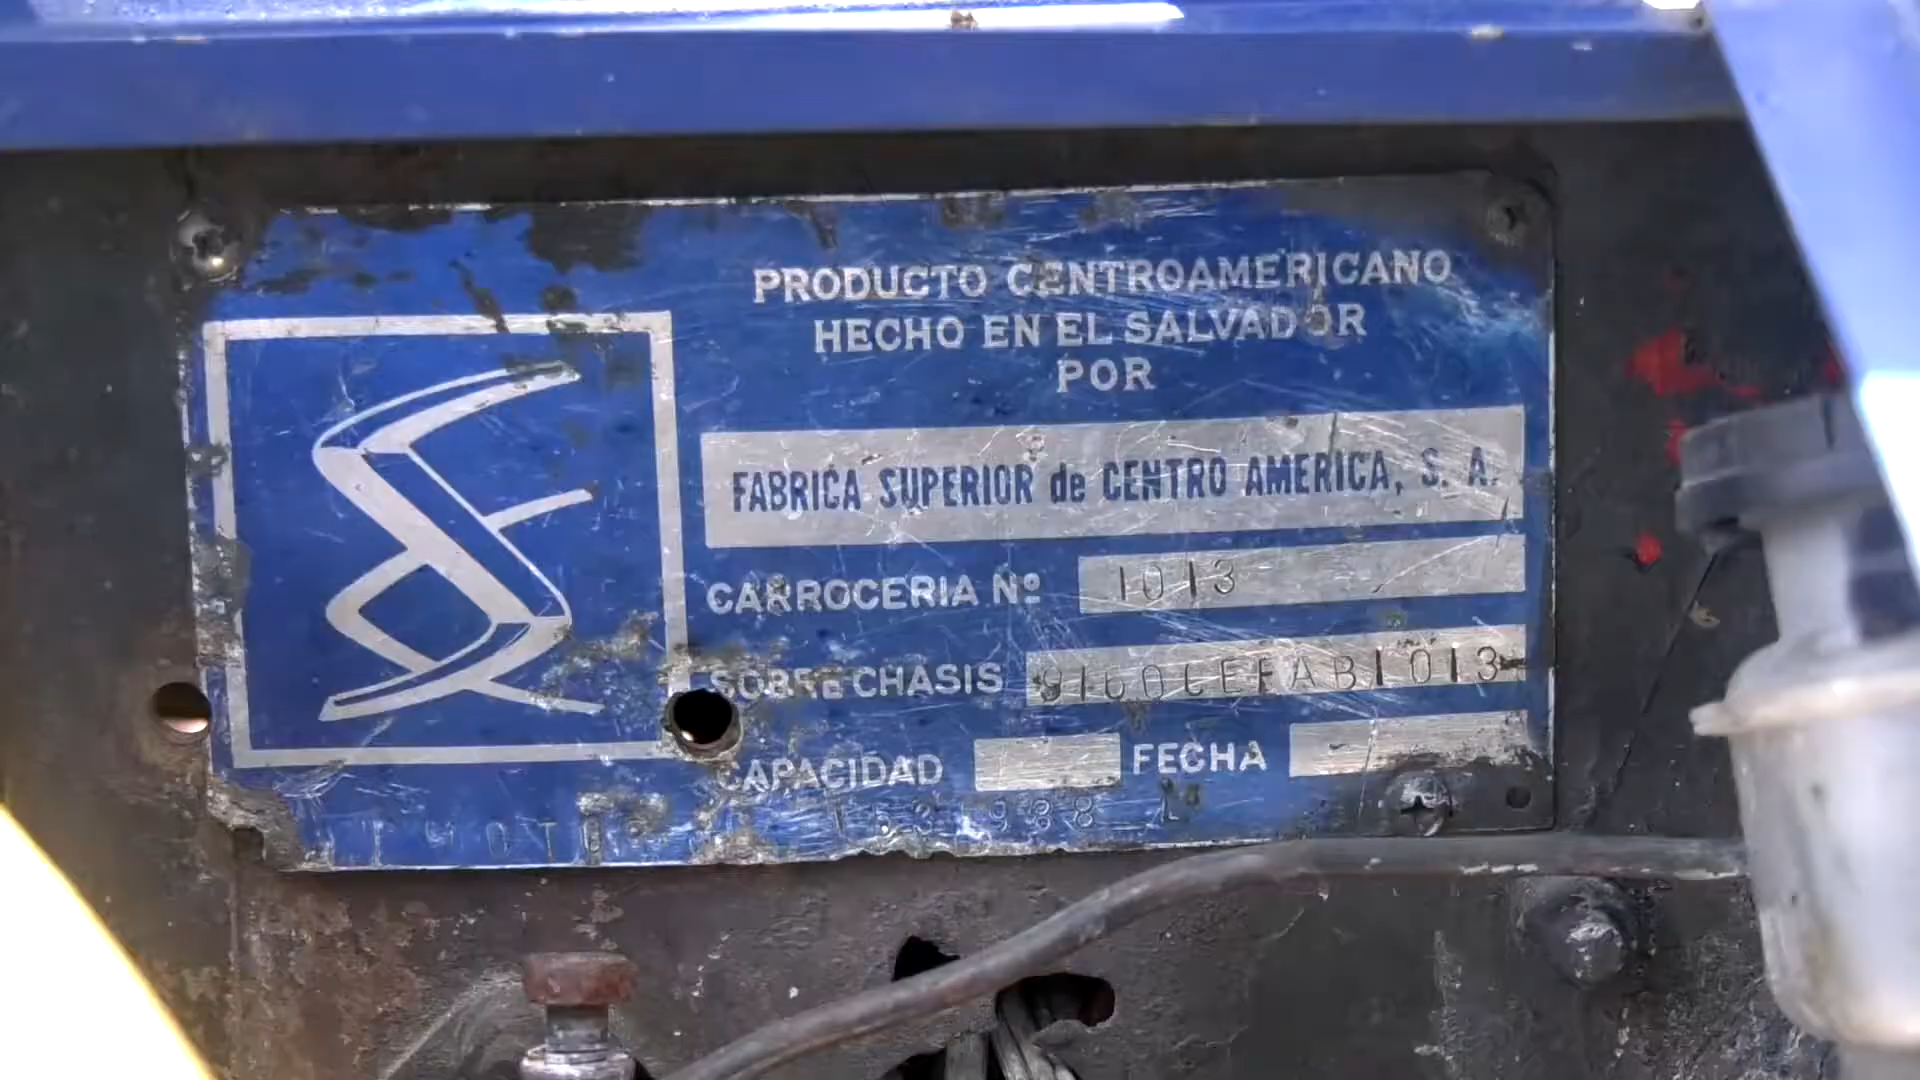 PRODUCTO CENTROAMERICANO
HECHO EN EL SALVADOR
POR
FABRICA SUPERIOR de CENTRO AMERICA, S. A.
CARROCERIA Nº 1013
SOBRE CHASIS
CAPACIDAD FECHA